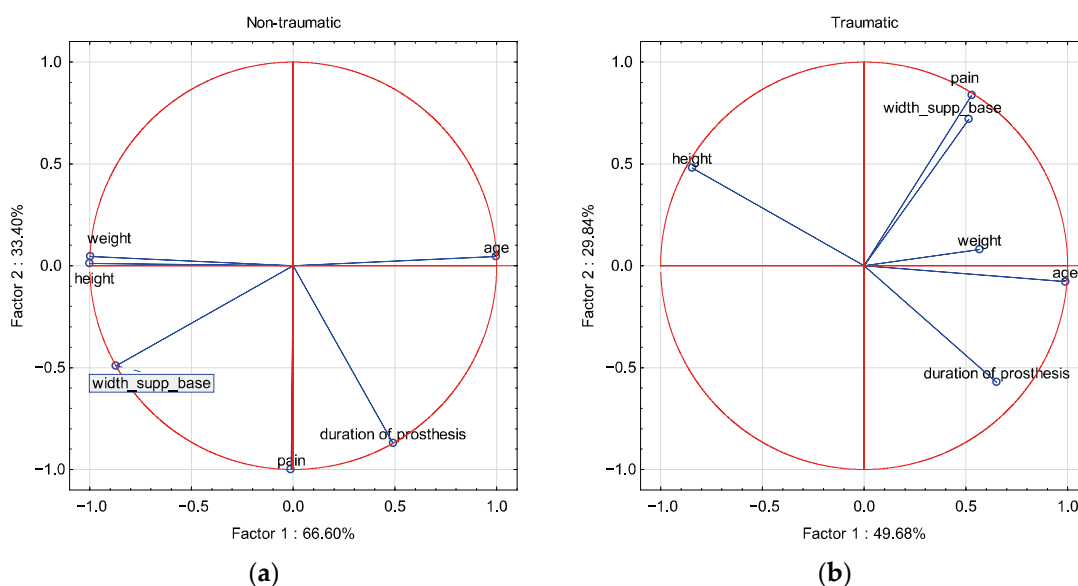 Non-traumatic
1.0
0.5
0.0
−0.5
−1.0
Factor 2 : 33.40%
weight
height
age
width_supp_base
duration of prosthesis
pain
−1.0 −0.5 0.0 0.5 1.0
Factor 1 : 66.60%
(a)
Traumatic
1.0
0.5
0.0
−0.5
−1.0
Factor 2 : 29.84%
pain
width_supp_base
height
weight
age
duration of prosthesis
−1.0 −0.5 0.0 0.5 1.0
Factor 1 : 49.68%
(b)